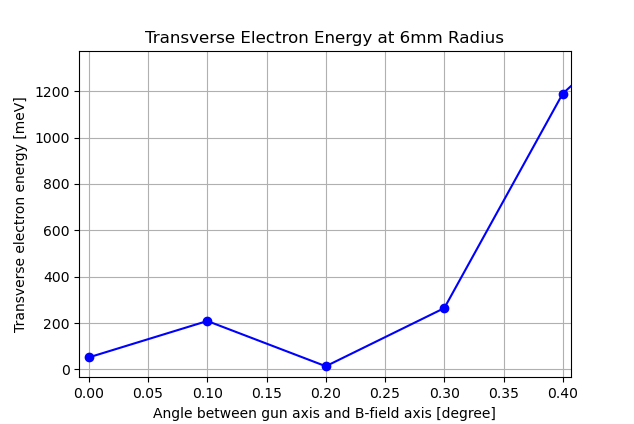 Transverse Electron Energy at 6mm Radius
Transverse electron energy [meV]
1200
1000
800
600
400
200
0
0.00 0.05 0.10 0.15 0.20 0.25 0.30 0.35 0.40
Angle between gun axis and B-field axis [degree]